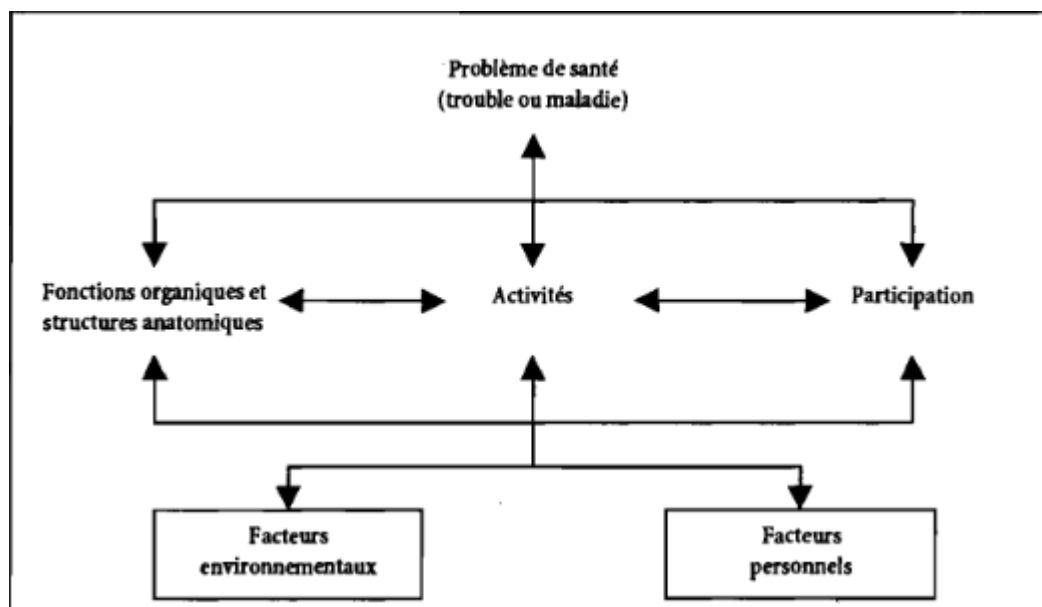 Problème de santé
(trouble ou maladie)
Fonctions organiques et
structures anatomiques
Activités
Participation
Facteurs
environnementaux
Facteurs
personnels